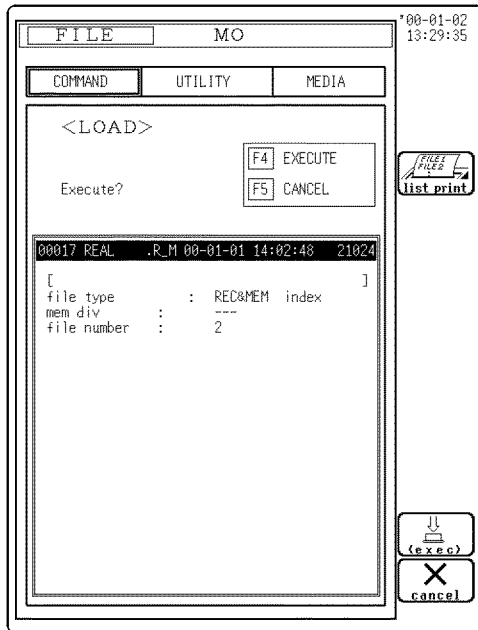 '00-01-02
13:29:35
FILE MO
COMMAND UTILITY MEDIA
<LOAD>
F4 EXECUTE
Execute? F5 CANCEL
FILE1
FILE2
list print
00017 REAL .R_M 00-01-01 14:02:48 21024
[ ]
file type : REC&MEM index
mem div : ---
file number : 2
(exec)
cancel